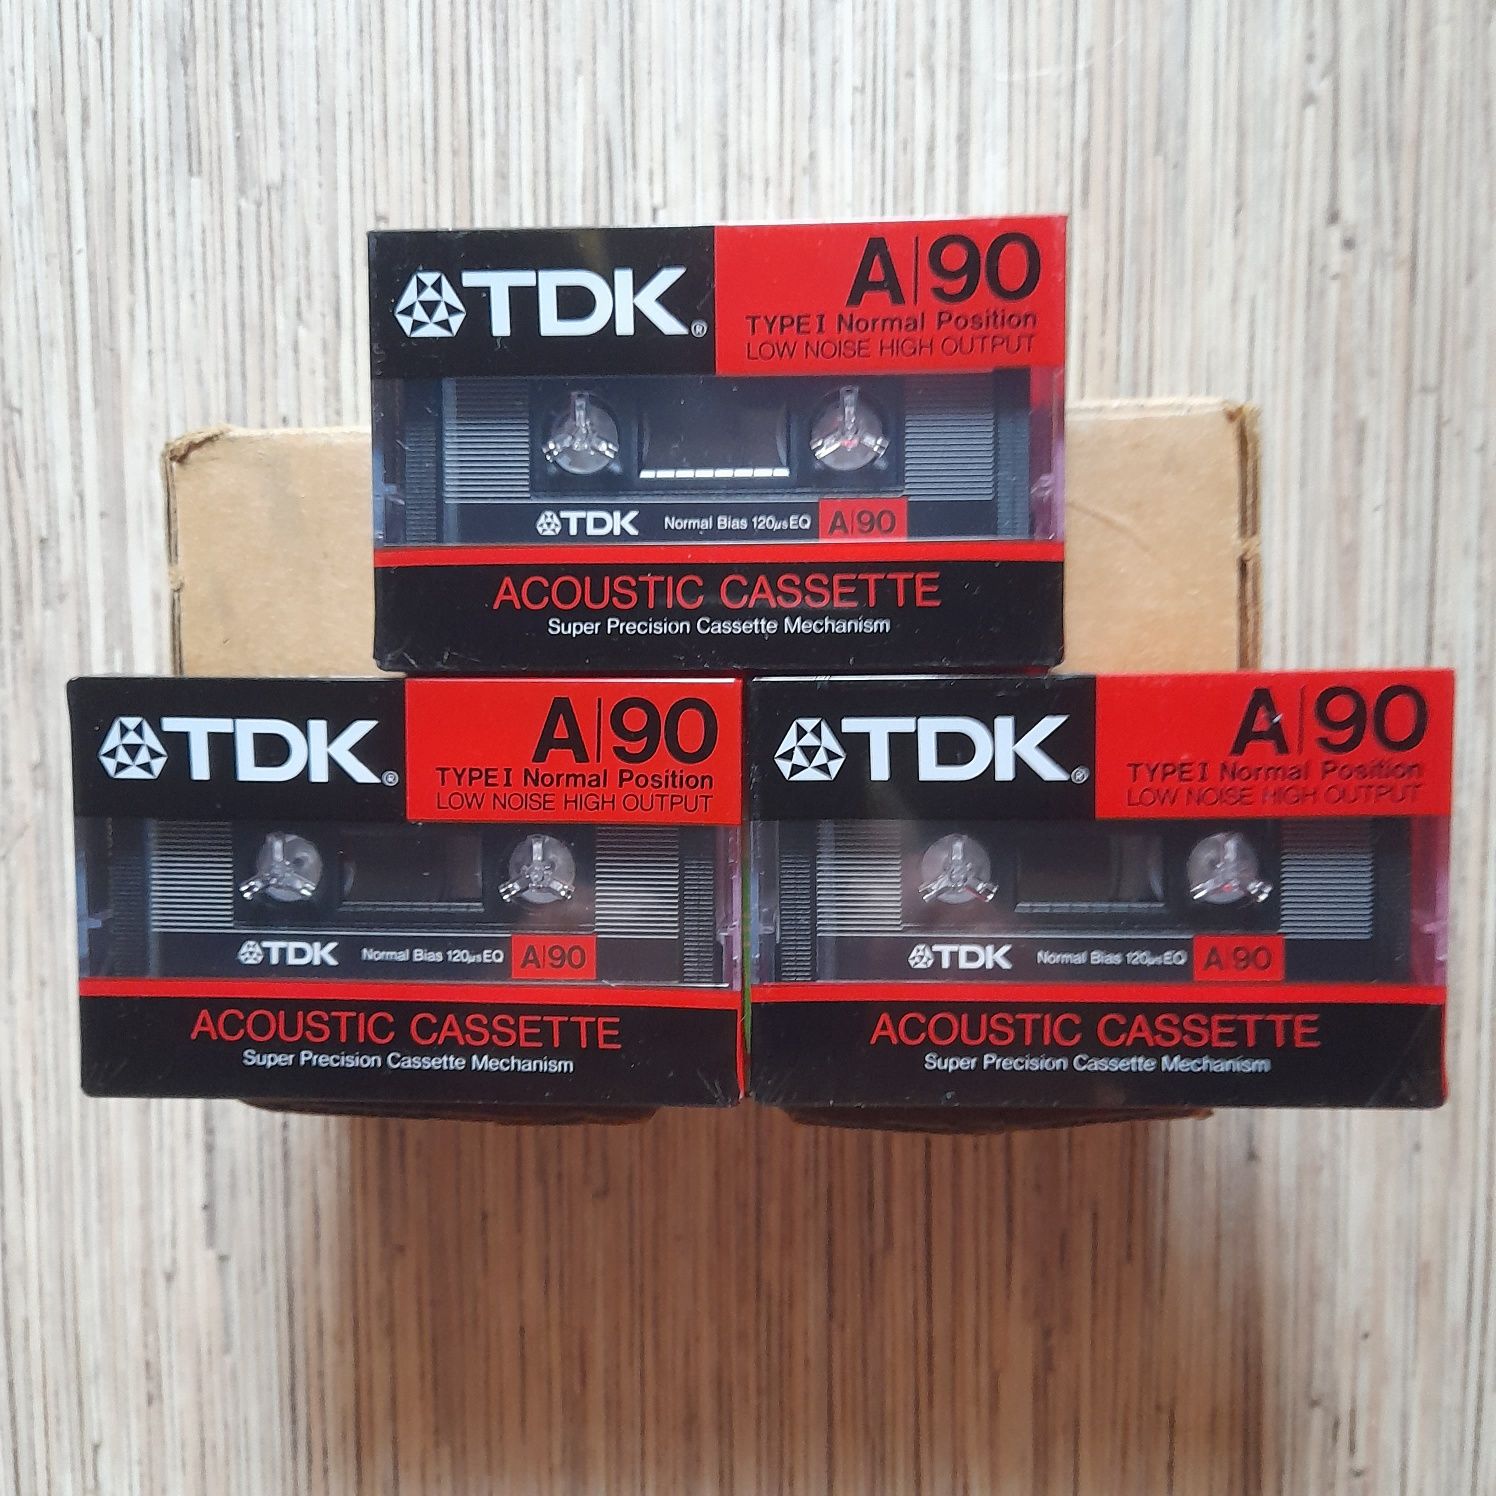 TDK® A|90
TYPE I Normal Position
LOW NOISE HIGH OUTPUT
TDK Normal Bias 120µs EQ A|90
ACOUSTIC CASSETTE
Super Precision Cassette Mechanism
TDK® A|90
TYPE I Normal Position
LOW NOISE HIGH OUTPUT
TDK Normal Bias 120µs EQ A|90
ACOUSTIC CASSETTE
Super Precision Cassette Mechanism
TDK® A|90
TYPE I Normal Position
LOW NOISE HIGH OUTPUT
TDK Normal Bias 120µs EQ A|90
ACOUSTIC CASSETTE
Super Precision Cassette Mechanism